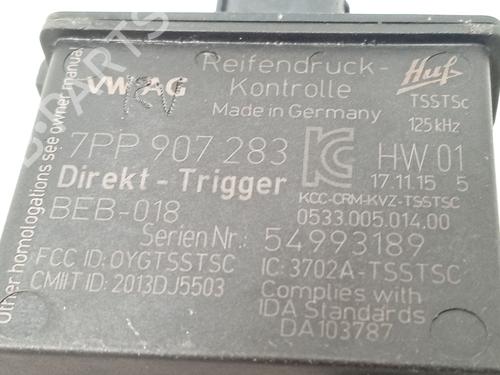 Reifendruck-
Kontrolle
Made in Germany
VW AG
Huf
TSSTSc
125 kHz
7PP 907 283
HW 01
17.11.15 5
Direkt - Trigger
KCC-CRM-KVZ-TSSTSC
BEB-018
0533.005.014.00
Serien Nr.: 54993189
FCC ID: OYGTSSTSC
IC: 3702A-TSSTSC
CMIIT ID: 2013DJ5503
Complies with
IDA Standards
DA103787
Other homologations see owner manual